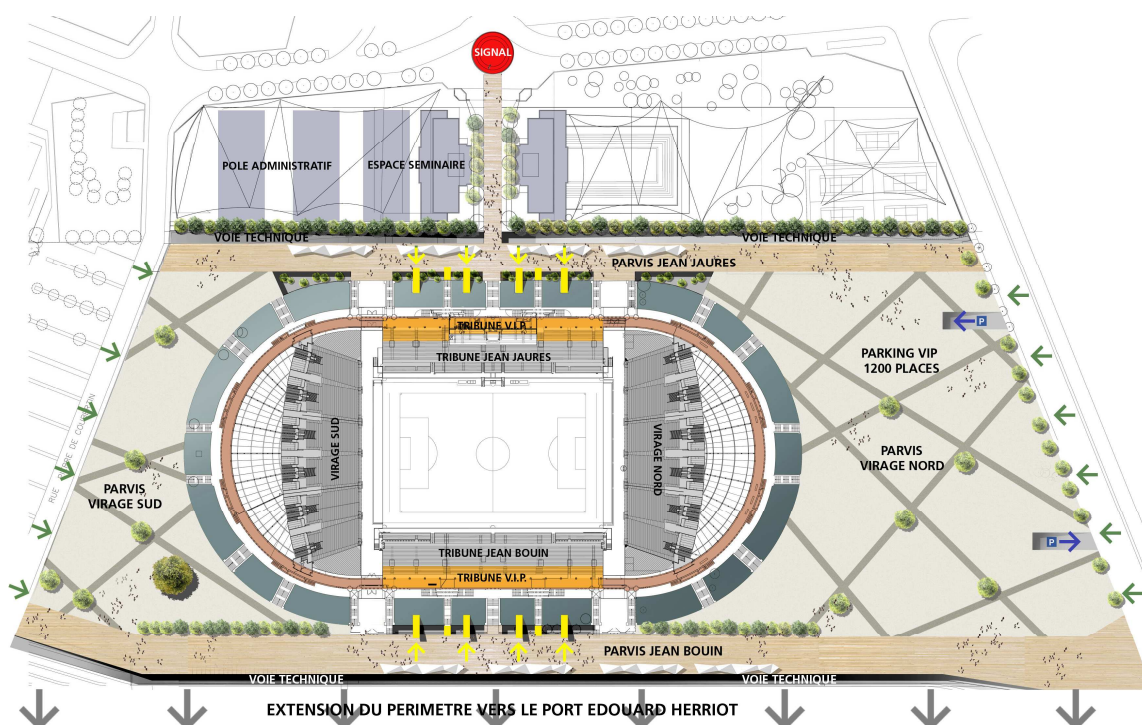 SIGNAL
POLE ADMINISTRATIF
ESPACE SEMINAIRE
VOIE TECHNIQUE
VOIE TECHNIQUE
PARVIS JEAN JAURES
TRIBUNE V.I.P.
TRIBUNE JEAN JAURES
P
PARKING VIP
1200 PLACES
VIRAGE SUD
VIRAGE NORD
PARVIS
VIRAGE NORD
PARVIS
VIRAGE SUD
P
TRIBUNE JEAN BOUIN
TRIBUNE V.I.P.
PARVIS JEAN BOUIN
VOIE TECHNIQUE
VOIE TECHNIQUE
EXTENSION DU PERIMETRE VERS LE PORT EDOUARD HERRIOT